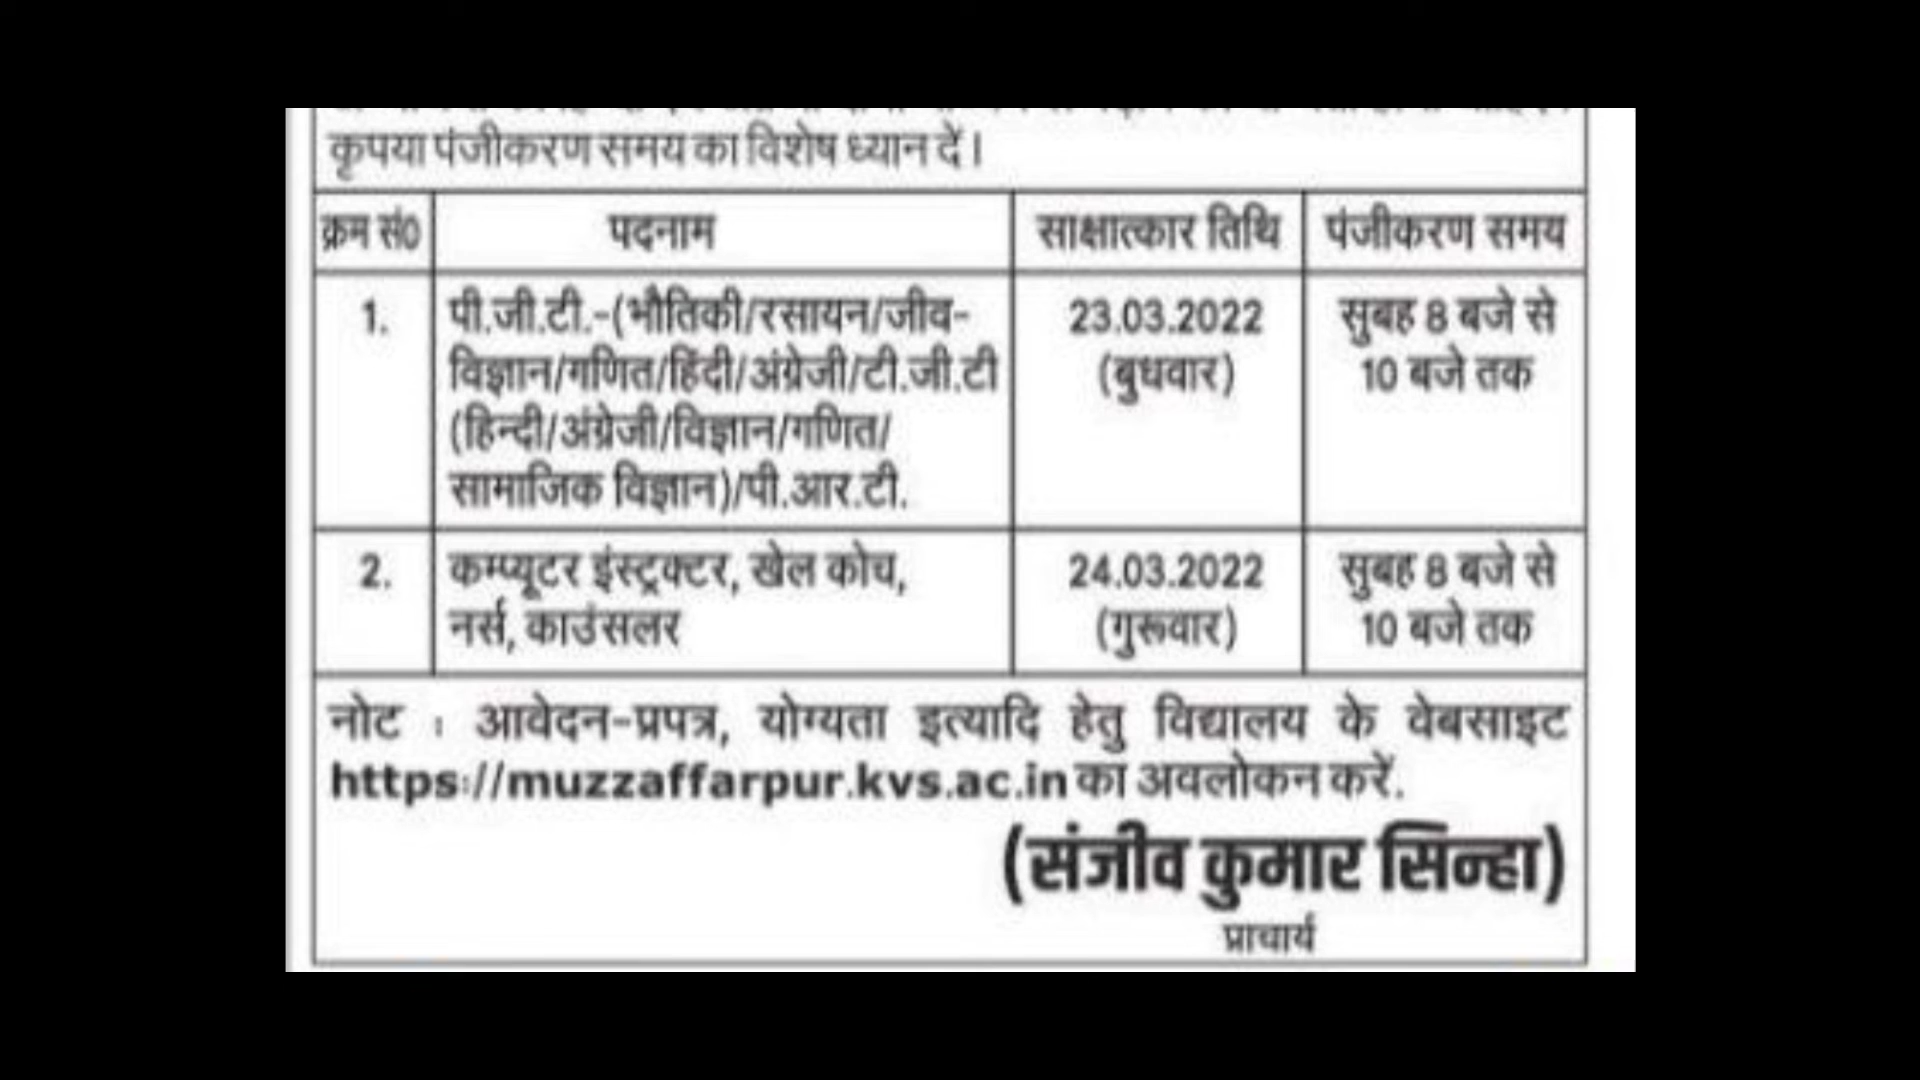 कृपया पंजीकरण समय का विशेष ध्यान दें।
क्रम सं० पदनाम साक्षात्कार तिथि पंजीकरण समय
1. पी.जी.टी.-(भौतिकी/रसायन/जीव- 23.03.2022 सुबह 8 बजे से
विज्ञान/गणित/हिंदी/अंग्रेजी/टी.जी.टी (बुधवार) 10 बजे तक
(हिन्दी/अंग्रेजी/विज्ञान/गणित/
सामाजिक विज्ञान)/पी.आर.टी.
2. कम्प्यूटर इंस्ट्रक्टर, खेल कोच, 24.03.2022 सुबह 8 बजे से
नर्स, काउंसलर (गुरूवार) 10 बजे तक
नोट : आवेदन-प्रपत्र, योग्यता इत्यादि हेतु विद्यालय के वेबसाइट
https://muzzaffarpur.kvs.ac.in का अवलोकन करें.
(संजीव कुमार सिन्हा)
प्राचार्य